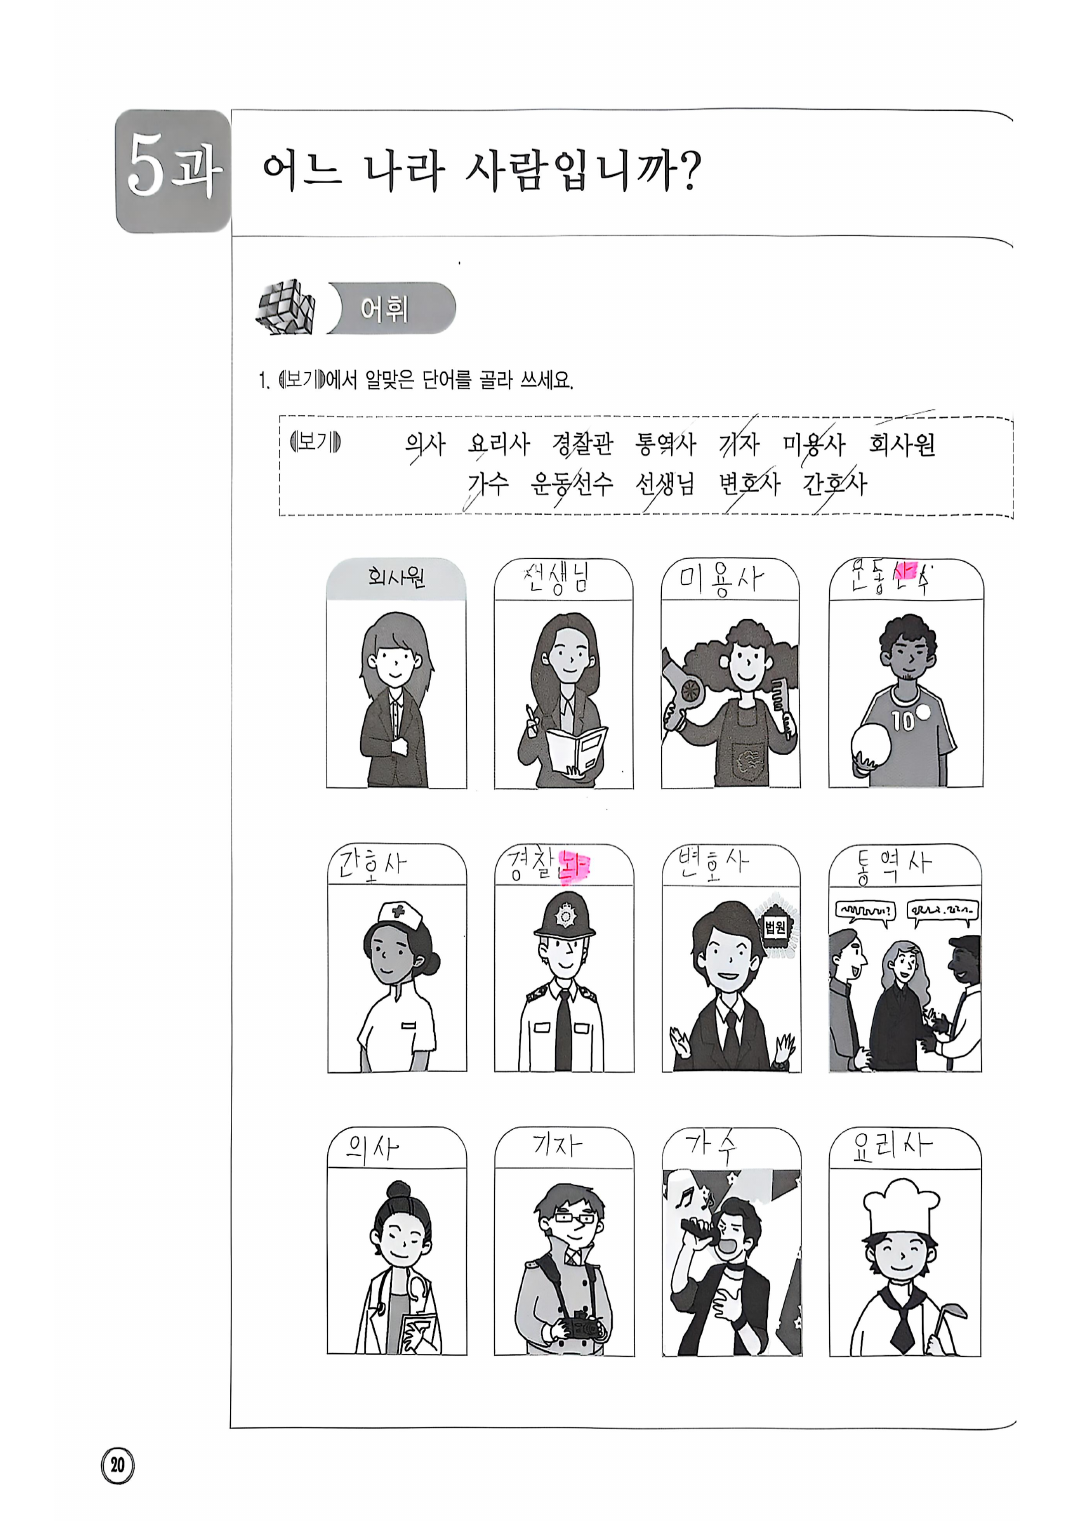 5과
어느 나라 사람입니까?
어휘
1. 《보기》에서 알맞은 단어를 골라 쓰세요.
《보기》 의사 요리사 경찰관 통역사 기자 미용사 회사원
가수 운동선수 선생님 변호사 간호사
회사원 선생님 미용사 운동산수
간호사 경찰놔 변호사 통역사
법원
의사 기자 가수 요리사
20